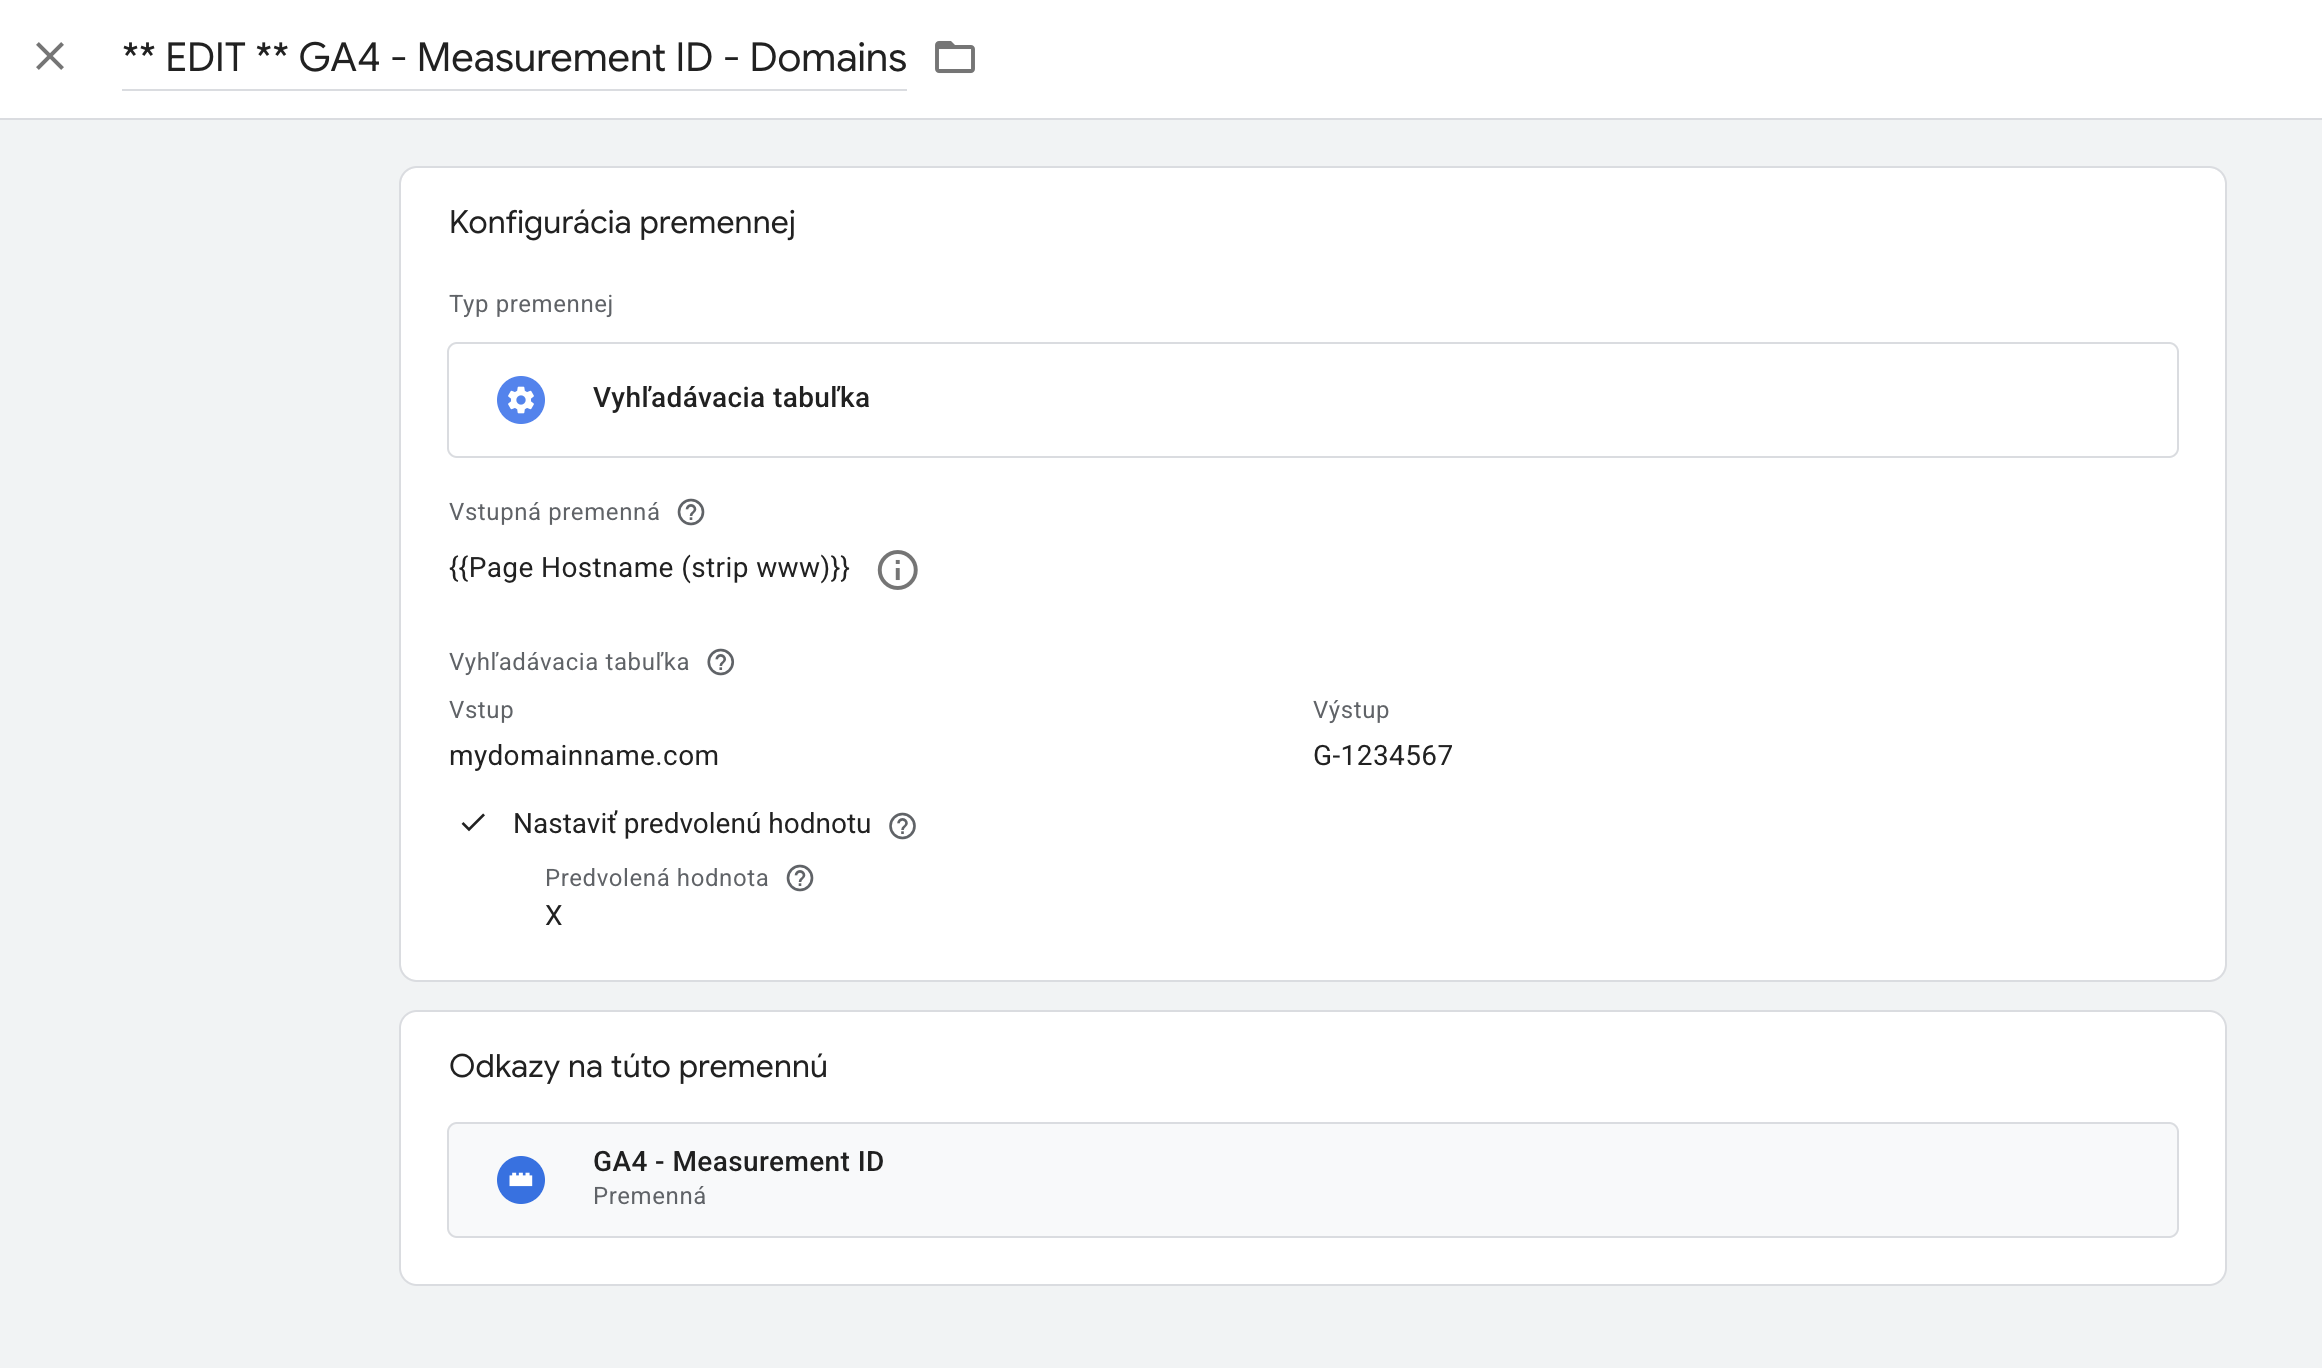 ** EDIT ** GA4 - Measurement ID - Domains
Konfigurácia premennej
Typ premennej
Vyhľadávacia tabuľka
Vstupná premenná
{{Page Hostname (strip www)}}
Vyhľadávacia tabuľka
Vstup Výstup
mydomainname.com G-1234567
Nastaviť predvolenú hodnotu
Predvolená hodnota
X
Odkazy na túto premennú
GA4 - Measurement ID
Premenná